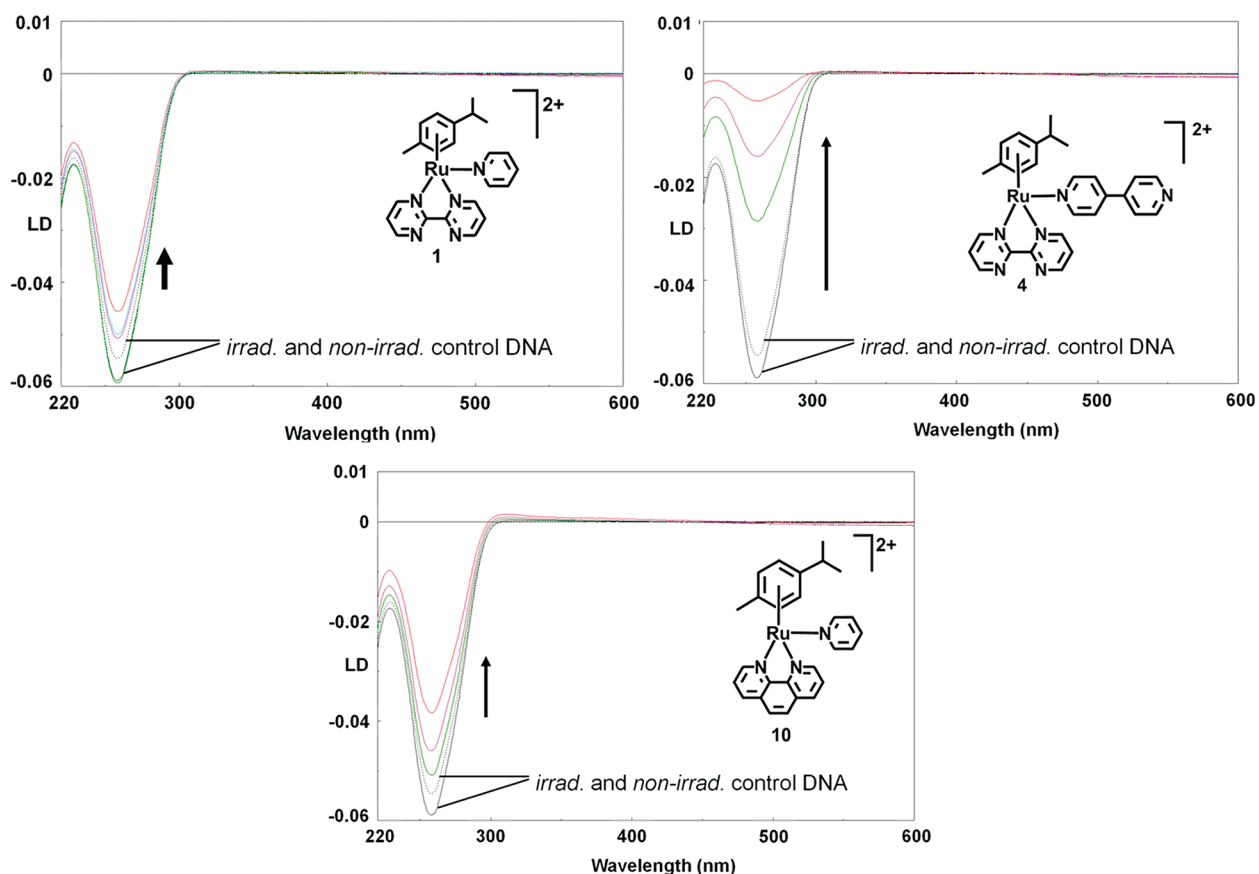 0.01
0
-0.02
LD
-0.04
-0.06
220
300
400
500
600
Wavelength (nm)
2+
Ru
N
N
N
N
N
1
irrad. and non-irrad. control DNA
0.01
0
-0.02
LD
-0.04
-0.06
220
300
400
500
600
Wavelength (nm)
2+
Ru
N
N
N
N
N
N
4
irrad. and non-irrad. control DNA
0.01
0
-0.02
LD
-0.04
-0.06
220
300
400
500
600
Wavelength (nm)
2+
Ru
N
N
N
10
irrad. and non-irrad. control DNA